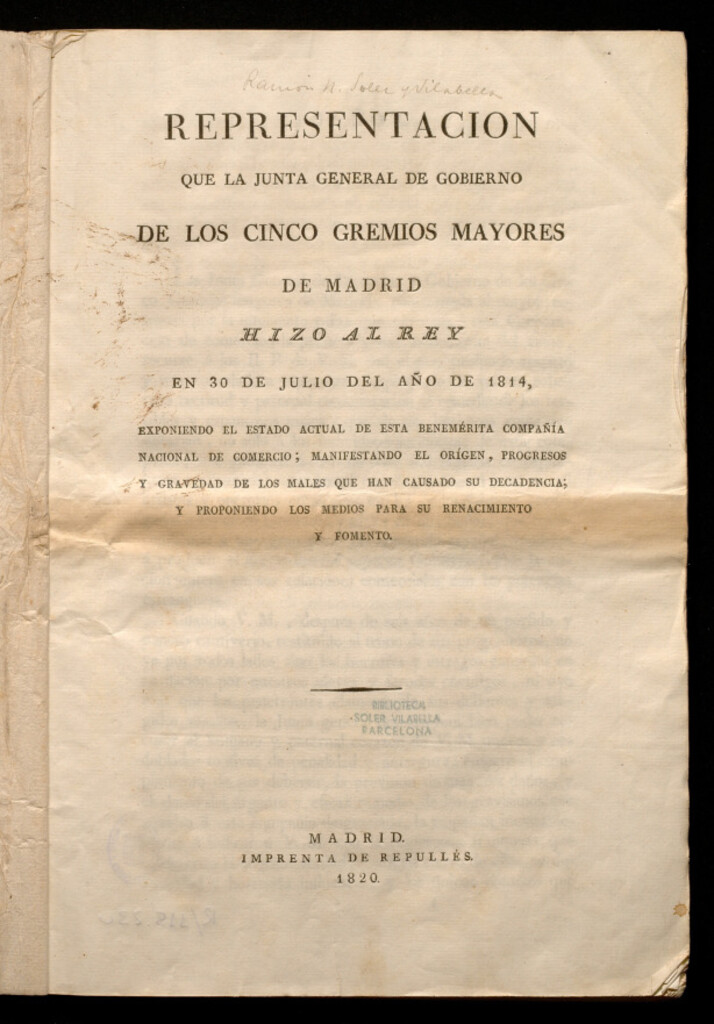 Ramón N. Soler y Vilabella
REPRESENTACION
QUE LA JUNTA GENERAL DE GOBIERNO
DE LOS CINCO GREMIOS MAYORES
DE MADRID
HIZO AL REY
EN 30 DE JULIO DEL AÑO DE 1814,
EXPONIENDO EL ESTADO ACTUAL DE ESTA BENEMÉRITA COMPAÑÍA
NACIONAL DE COMERCIO; MANIFESTANDO EL ORÍGEN, PROGRESOS
Y GRAVEDAD DE LOS MALES QUE HAN CAUSADO SU DECADENCIA;
Y PROPONIENDO LOS MEDIOS PARA SU RENACIMIENTO
Y FOMENTO.
BIBLIOTECA
SOLER VILABELLA
BARCELONA
MADRID.
IMPRENTA DE REPULLÉS.
1820.